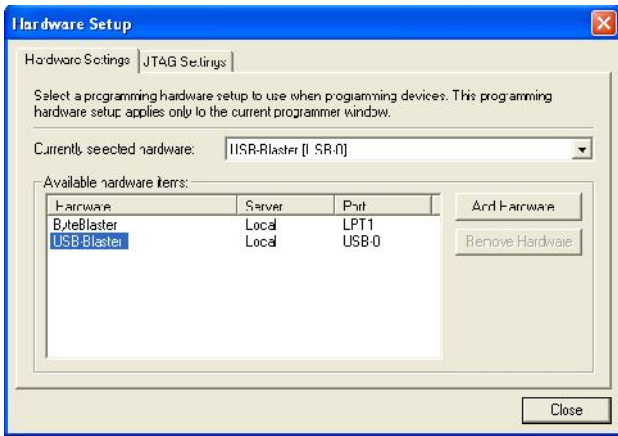 Hardware Setup
Hardware Settings JTAG Settings
Select a programming hardware setup to use when programming devices. This programming
hardware setup applies only to the current programmer window.
Currently selected hardware: USB-Blaster [USB-0]
Available hardware items:
Hardware Server Port
ByteBlaster Local LPT1
USB-Blaster Local USB-0
Add Hardware
Remove Hardware
Close